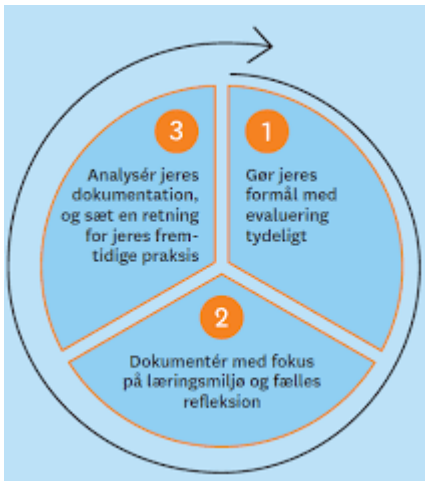 1
Gør jeres
formål med
evaluering
tydeligt
2
Dokumentér med fokus
på læringsmiljø og fælles
refleksion
3
Analysér jeres
dokumentation,
og sæt en retning
for jeres frem-
tidige praksis